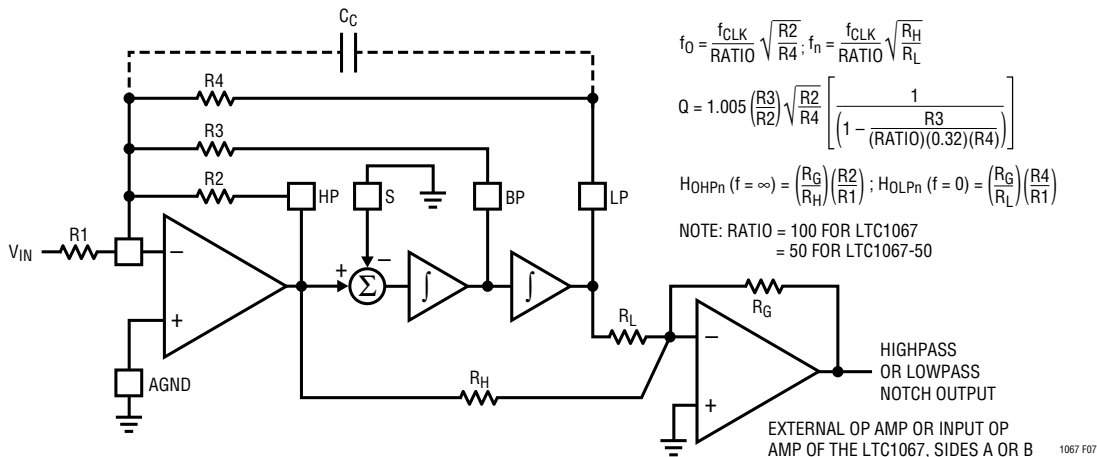 C_C
R4
R3
R2
HP
S
BP
LP
R1
V_IN
−
+
AGND
+
−
Σ
∫
∫
R_L
R_H
R_G
−
+
HIGHPASS
OR LOWPASS
NOTCH OUTPUT
EXTERNAL OP AMP OR INPUT OP
AMP OF THE LTC1067, SIDES A OR B
1067 F07
f_O = f_CLK/RATIO √(R2/R4) ; f_n = f_CLK/RATIO √(R_H/R_L)
Q = 1.005 (R3/R2) √(R2/R4) [1/(1 − R3/((RATIO)(0.32)(R4)))]
H_OHPn (f = ∞) = (R_G/R_H)(R2/R1) ; H_OLPn (f = 0) = (R_G/R_L)(R4/R1)
NOTE: RATIO = 100 FOR LTC1067
= 50 FOR LTC1067-50